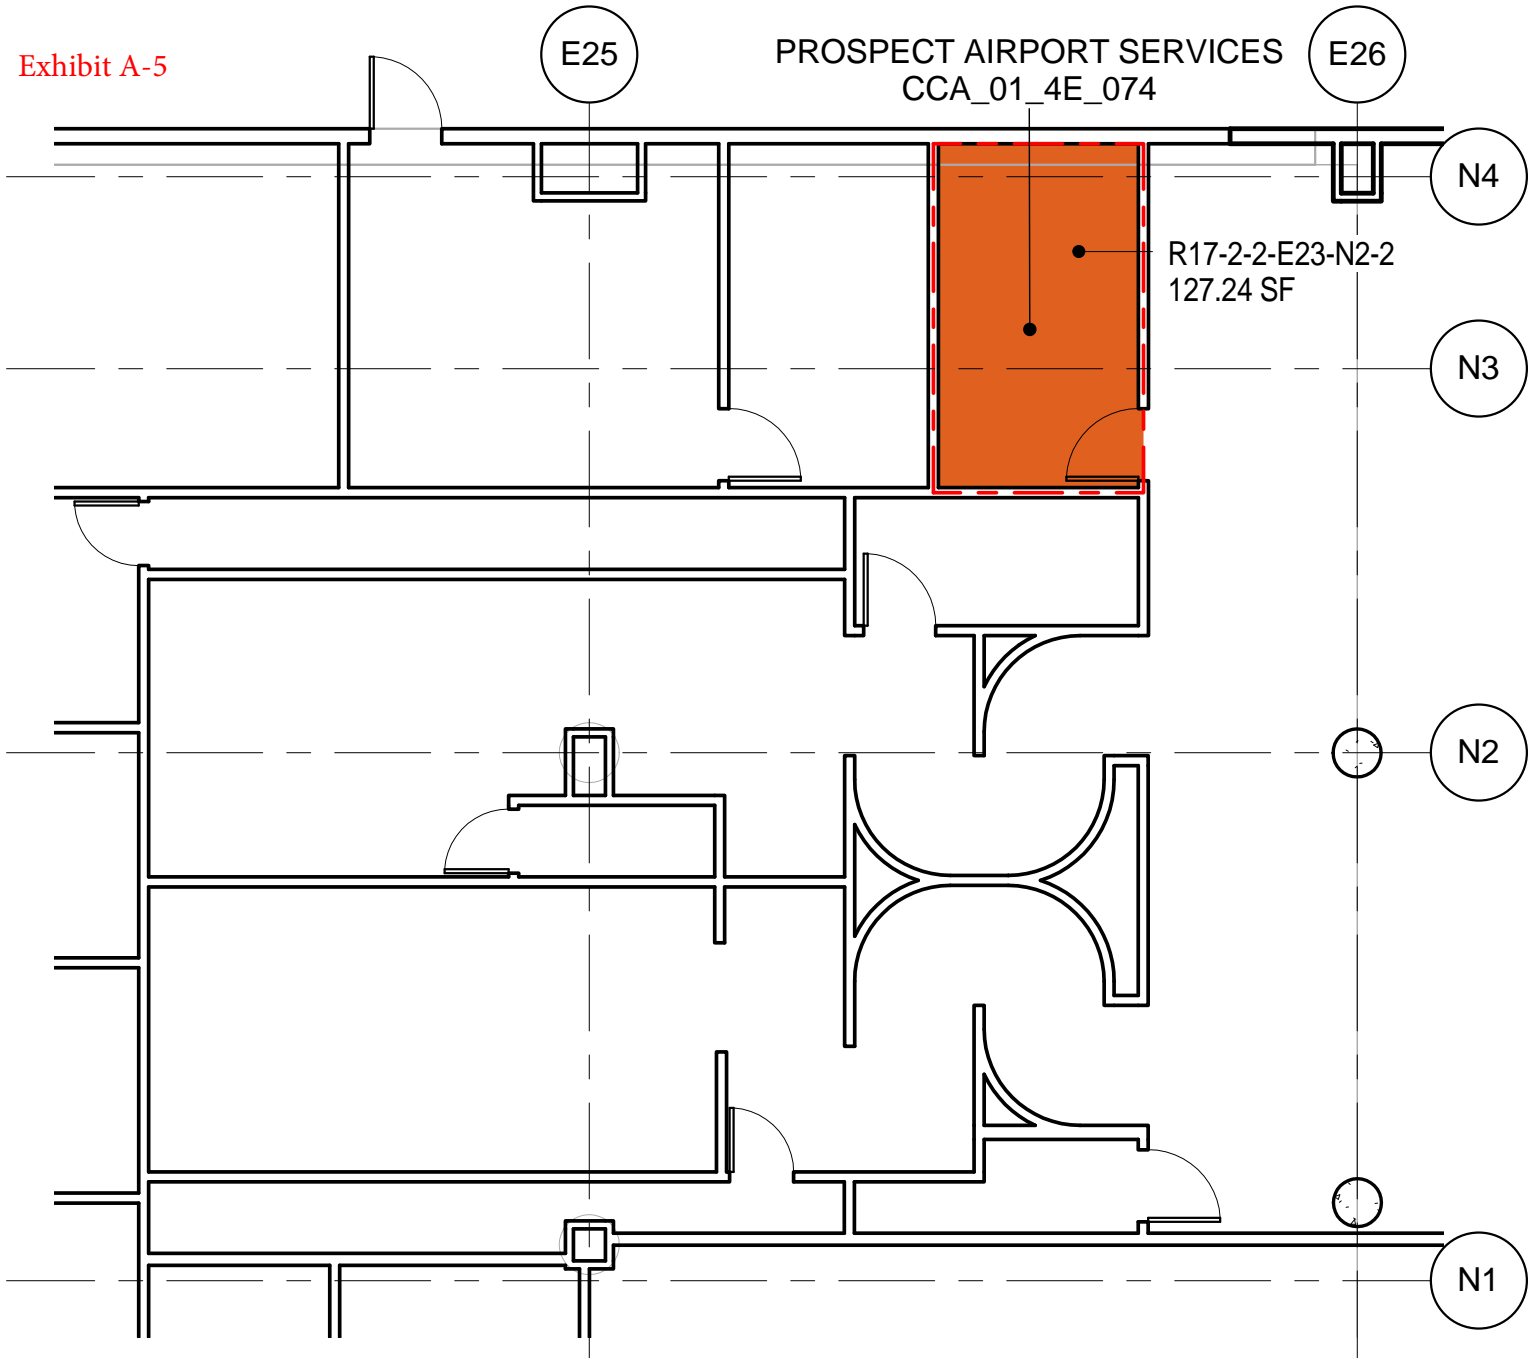 Exhibit A-5
E25
PROSPECT AIRPORT SERVICES
CCA_01_4E_074
E26
N4
R17-2-2-E23-N2-2
127.24 SF
N3
N2
N1